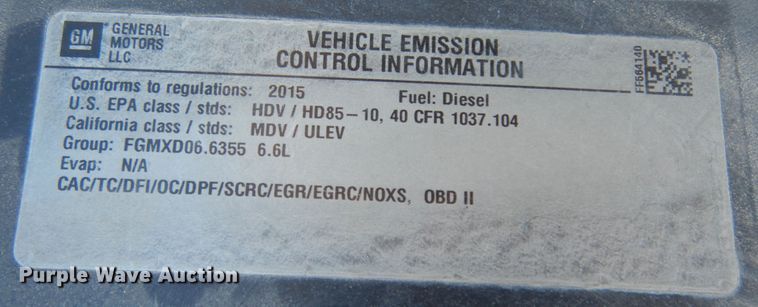 GM
GENERAL
MOTORS
LLC
VEHICLE EMISSION
CONTROL INFORMATION
FF664140
Conforms to regulations: 2015 Fuel: Diesel
U.S. EPA class / stds: HDV / HD85-10, 40 CFR 1037.104
California class / stds: MDV / ULEV
Group: FGMXD06.6355 6.6L
Evap: N/A
CAC/TC/DFI/OC/DPF/SCRC/EGR/EGRC/NOXS, OBD II
Purple Wave Auction